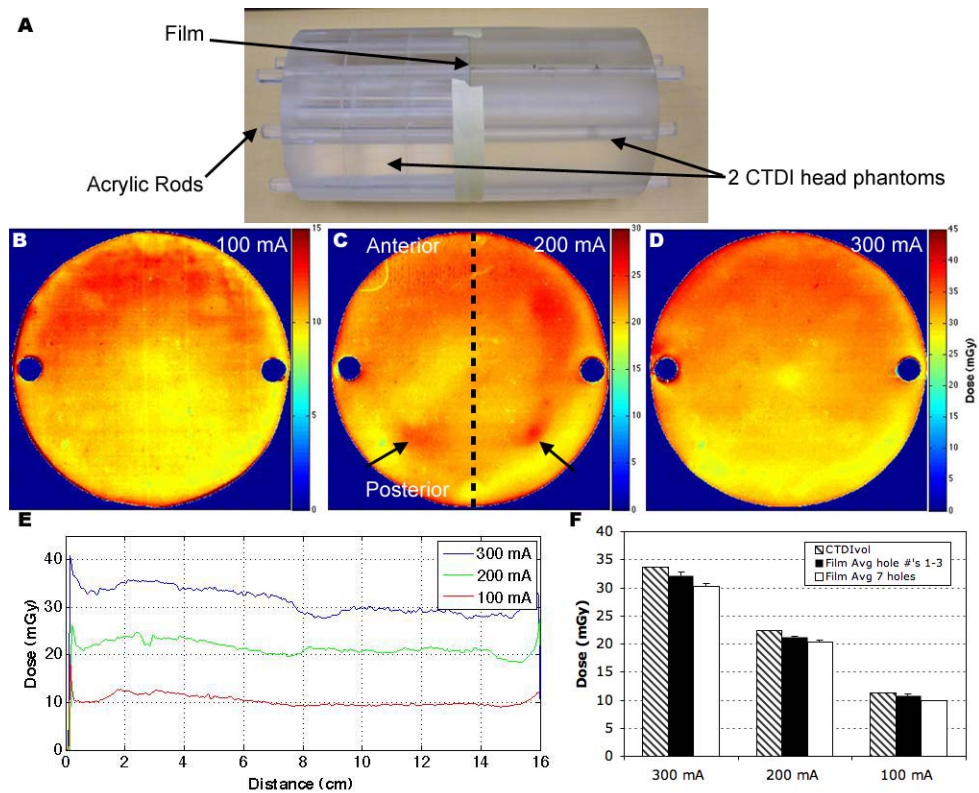 A
Film
Acrylic Rods
2 CTDI head phantoms
B
100 mA
15
10
5
0
C
Anterior
200 mA
Posterior
30
25
20
15
10
5
0
D
300 mA
45
40
35
30
25
20
15
10
5
0
Dose (mGy)
E
40
30
20
10
0
Dose (mGy)
300 mA
200 mA
100 mA
0 2 4 6 8 10 12 14 16
Distance (cm)
F
40
35
30
25
20
15
10
5
0
Dose (mGy)
CTDIvol
Film Avg hole #'s 1-3
Film Avg 7 holes
300 mA 200 mA 100 mA